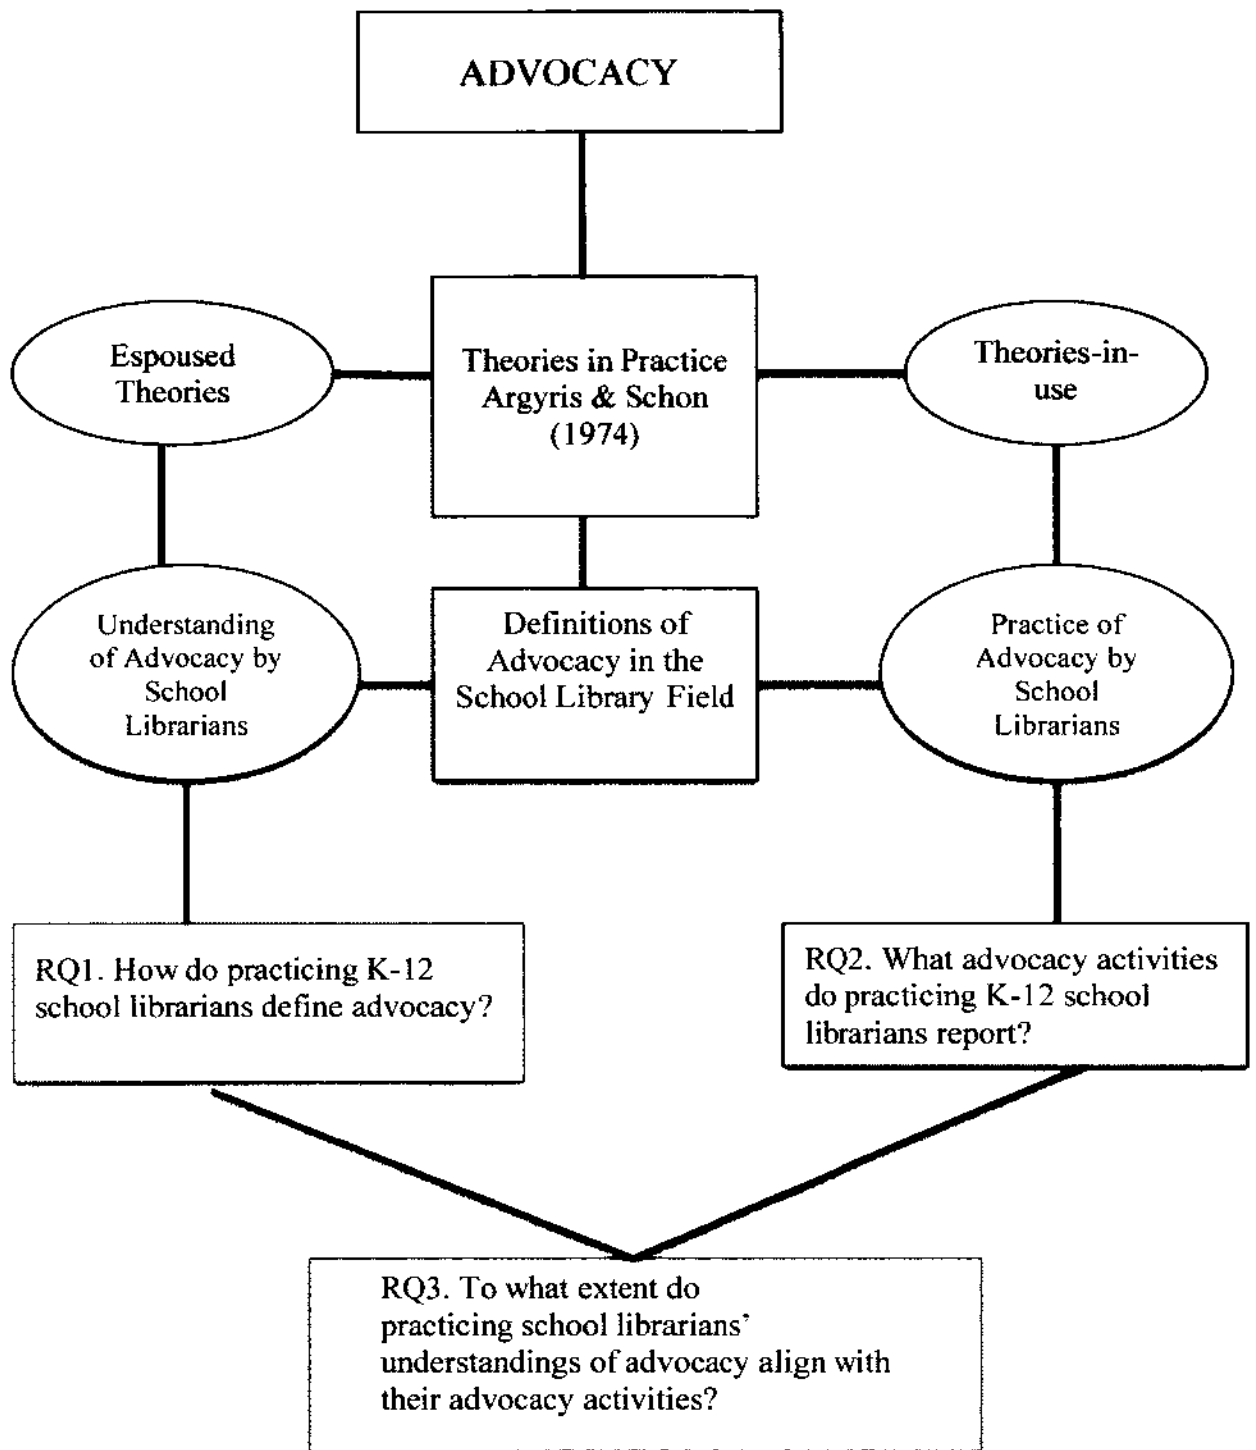 ADVOCACY
Espoused
Theories
Theories in Practice
Argyris & Schon
(1974)
Theories-in-
use
Understanding
of Advocacy by
School
Librarians
Definitions of
Advocacy in the
School Library Field
Practice of
Advocacy by
School
Librarians
RQ1. How do practicing K-12
school librarians define advocacy?
RQ2. What advocacy activities
do practicing K-12 school
librarians report?
RQ3. To what extent do
practicing school librarians'
understandings of advocacy align with
their advocacy activities?